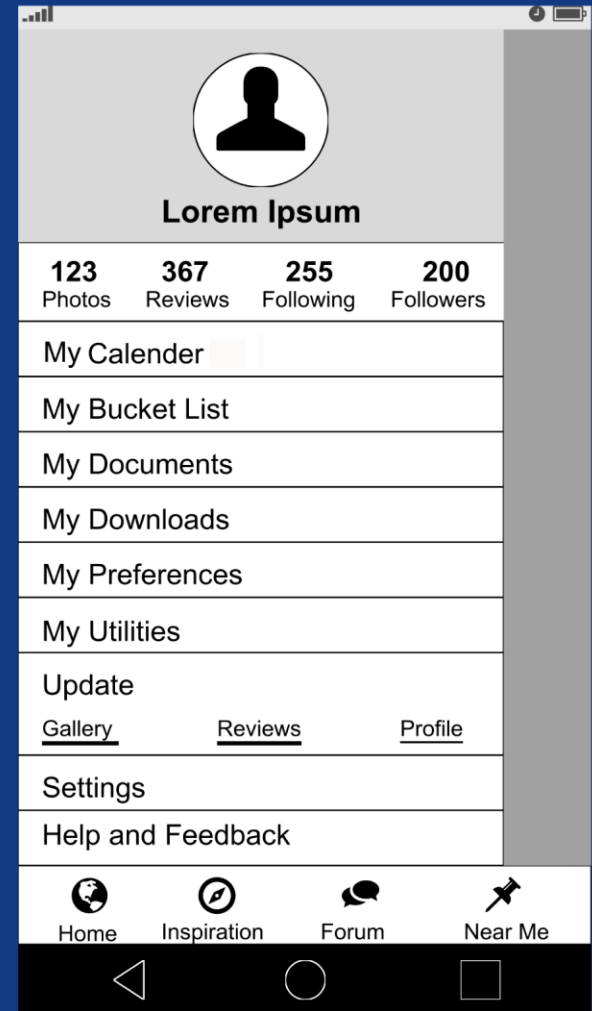 Lorem Ipsum
123 367 255 200
Photos Reviews Following Followers
My Calender
My Bucket List
My Documents
My Downloads
My Preferences
My Utilities
Update
Gallery Reviews Profile
Settings
Help and Feedback
Home Inspiration Forum Near Me